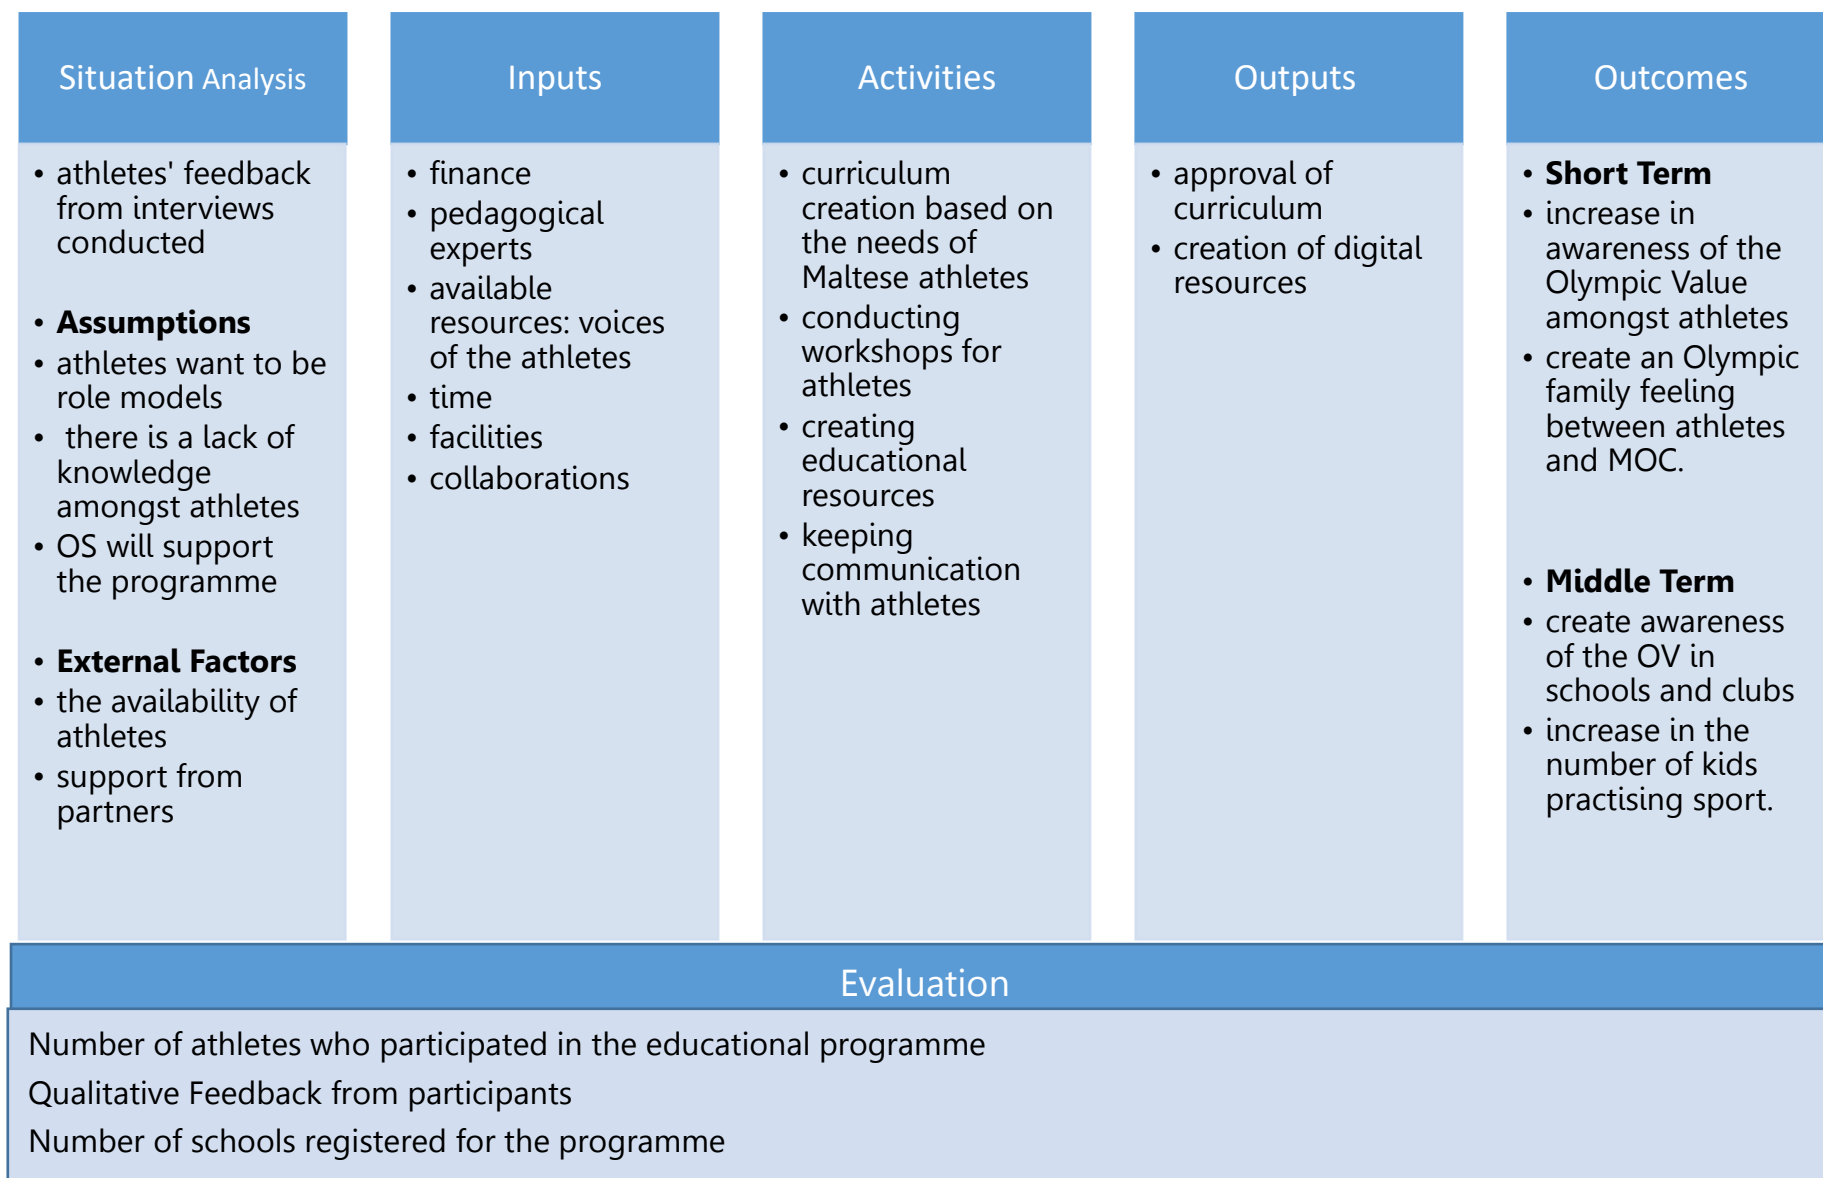 Situation Analysis
• athletes' feedback
from interviews
conducted
• Assumptions
• athletes want to be
role models
• there is a lack of
knowledge
amongst athletes
• OS will support
the programme
• External Factors
• the availability of
athletes
• support from
partners
Inputs
• finance
• pedagogical
experts
• available
resources: voices
of the athletes
• time
• facilities
• collaborations
Activities
• curriculum
creation based on
the needs of
Maltese athletes
• conducting
workshops for
athletes
• creating
educational
resources
• keeping
communication
with athletes
Outputs
• approval of
curriculum
• creation of digital
resources
Outcomes
• Short Term
• increase in
awareness of the
Olympic Value
amongst athletes
• create an Olympic
family feeling
between athletes
and MOC.
• Middle Term
• create awareness
of the OV in
schools and clubs
• increase in the
number of kids
practising sport.
Evaluation
Number of athletes who participated in the educational programme
Qualitative Feedback from participants
Number of schools registered for the programme